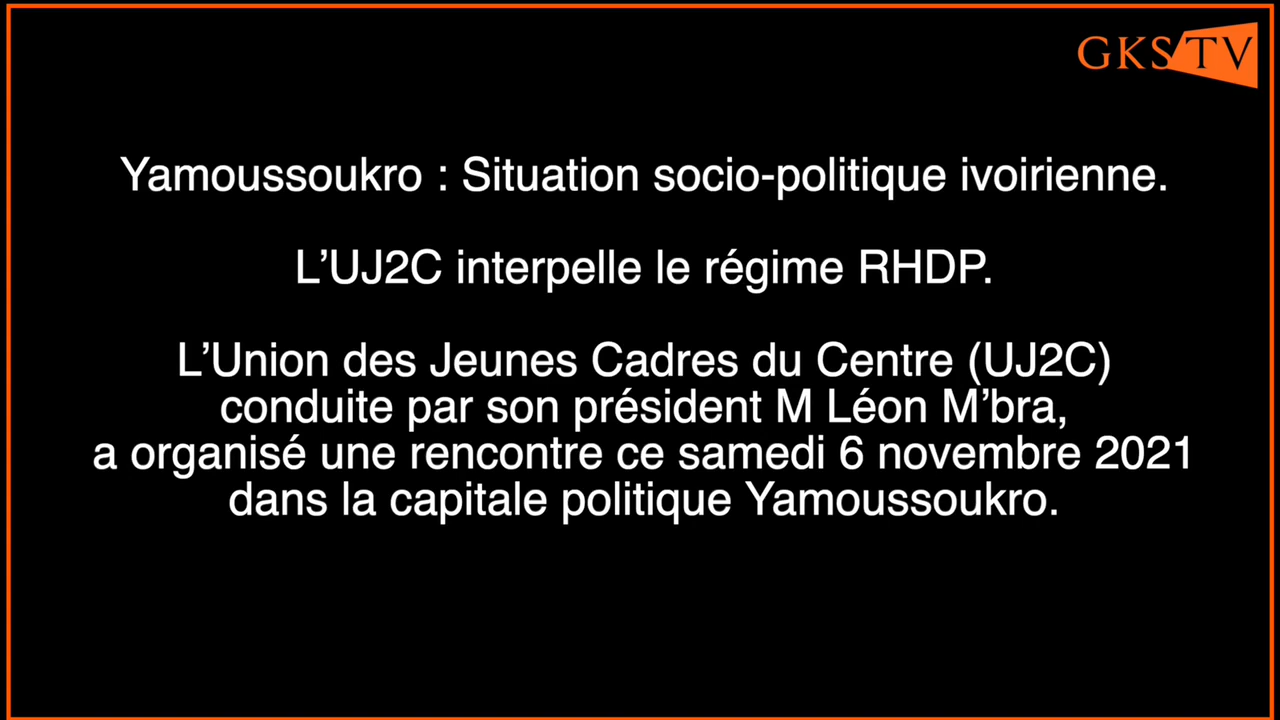 GKS TV
Yamoussoukro : Situation socio-politique ivoirienne.
L’UJ2C interpelle le régime RHDP.
L’Union des Jeunes Cadres du Centre (UJ2C)
conduite par son président M Léon M’bra,
a organisé une rencontre ce samedi 6 novembre 2021
dans la capitale politique Yamoussoukro.